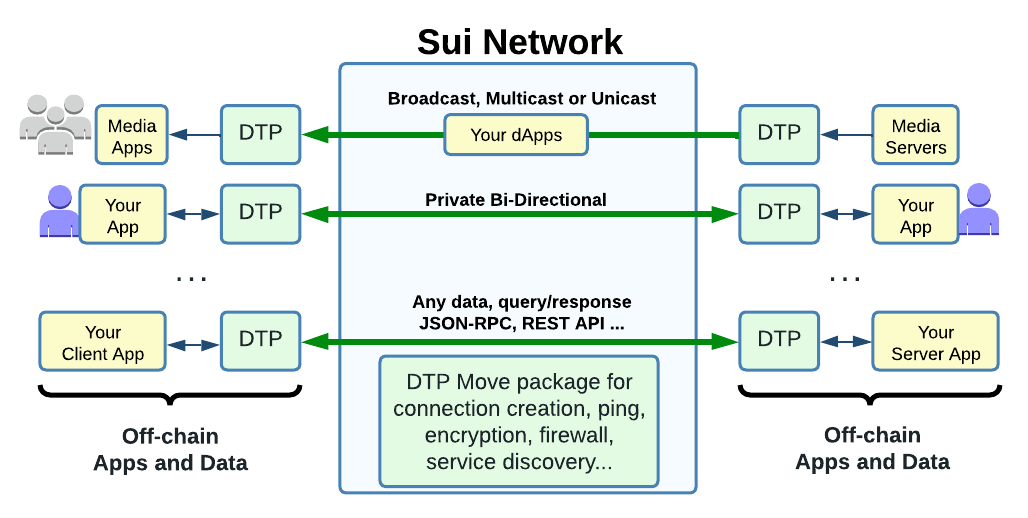 Sui Network
Broadcast, Multicast or Unicast
Media
Apps
DTP
Your dApps
DTP
Media
Servers
Private Bi-Directional
Your
App
DTP
DTP
Your
App
...
...
Any data, query/response
JSON-RPC, REST API ...
Your
Client App
DTP
DTP
Your
Server App
DTP Move package for
connection creation, ping,
encryption, firewall,
service discovery...
Off-chain
Apps and Data
Off-chain
Apps and Data